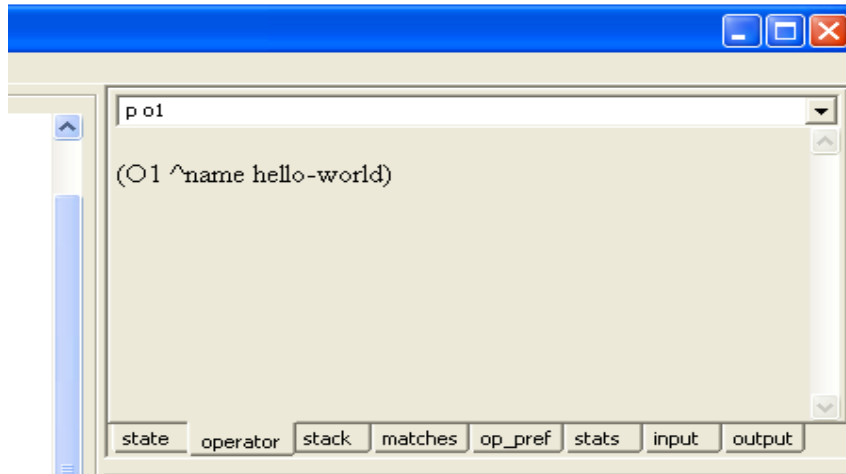 p o1
(O1 ^name hello-world)
state operator stack matches op_pref stats input output